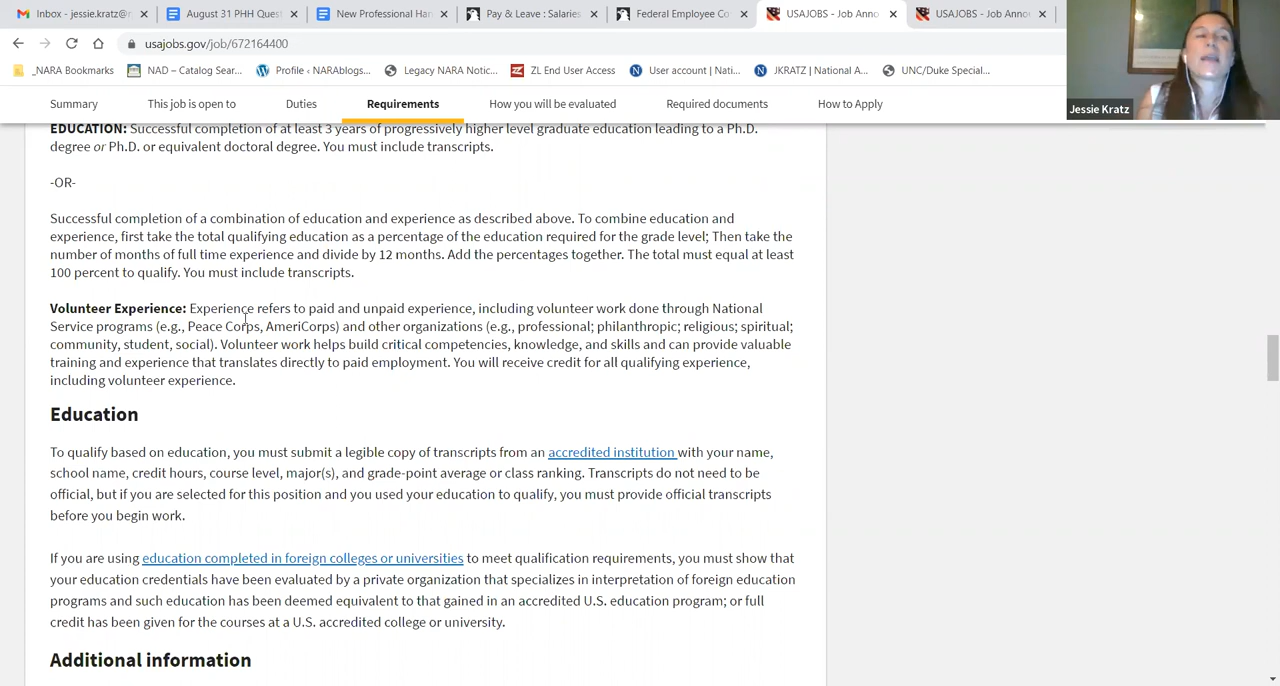 Inbox - jessie.kratz@n
August 31 PHH Quest
New Professional Han
Pay & Leave : Salaries
Federal Employee Co
USAJOBS - Job Anno
USAJOBS - Job Anno
usajobs.gov/job/672164400
_NARA Bookmarks
NAD – Catalog Sear...
Profile ‹ NARAblogs...
Legacy NARA Notic...
ZL End User Access
User account | Nati...
JKRATZ | National A...
UNC/Duke Special...
Jessie Kratz
Summary
This job is open to
Duties
Requirements
How you will be evaluated
Required documents
How to Apply
EDUCATION: Successful completion of at least 3 years of progressively higher level graduate education leading to a Ph.D.
degree or Ph.D. or equivalent doctoral degree. You must include transcripts.
-OR-
Successful completion of a combination of education and experience as described above. To combine education and
experience, first take the total qualifying education as a percentage of the education required for the grade level; Then take the
number of months of full time experience and divide by 12 months. Add the percentages together. The total must equal at least
100 percent to qualify. You must include transcripts.
Volunteer Experience: Experience refers to paid and unpaid experience, including volunteer work done through National
Service programs (e.g., Peace Corps, AmeriCorps) and other organizations (e.g., professional; philanthropic; religious; spiritual;
community, student, social). Volunteer work helps build critical competencies, knowledge, and skills and can provide valuable
training and experience that translates directly to paid employment. You will receive credit for all qualifying experience,
including volunteer experience.
Education
To qualify based on education, you must submit a legible copy of transcripts from an accredited institution with your name,
school name, credit hours, course level, major(s), and grade-point average or class ranking. Transcripts do not need to be
official, but if you are selected for this position and you used your education to qualify, you must provide official transcripts
before you begin work.
If you are using education completed in foreign colleges or universities to meet qualification requirements, you must show that
your education credentials have been evaluated by a private organization that specializes in interpretation of foreign education
programs and such education has been deemed equivalent to that gained in an accredited U.S. education program; or full
credit has been given for the courses at a U.S. accredited college or university.
Additional information